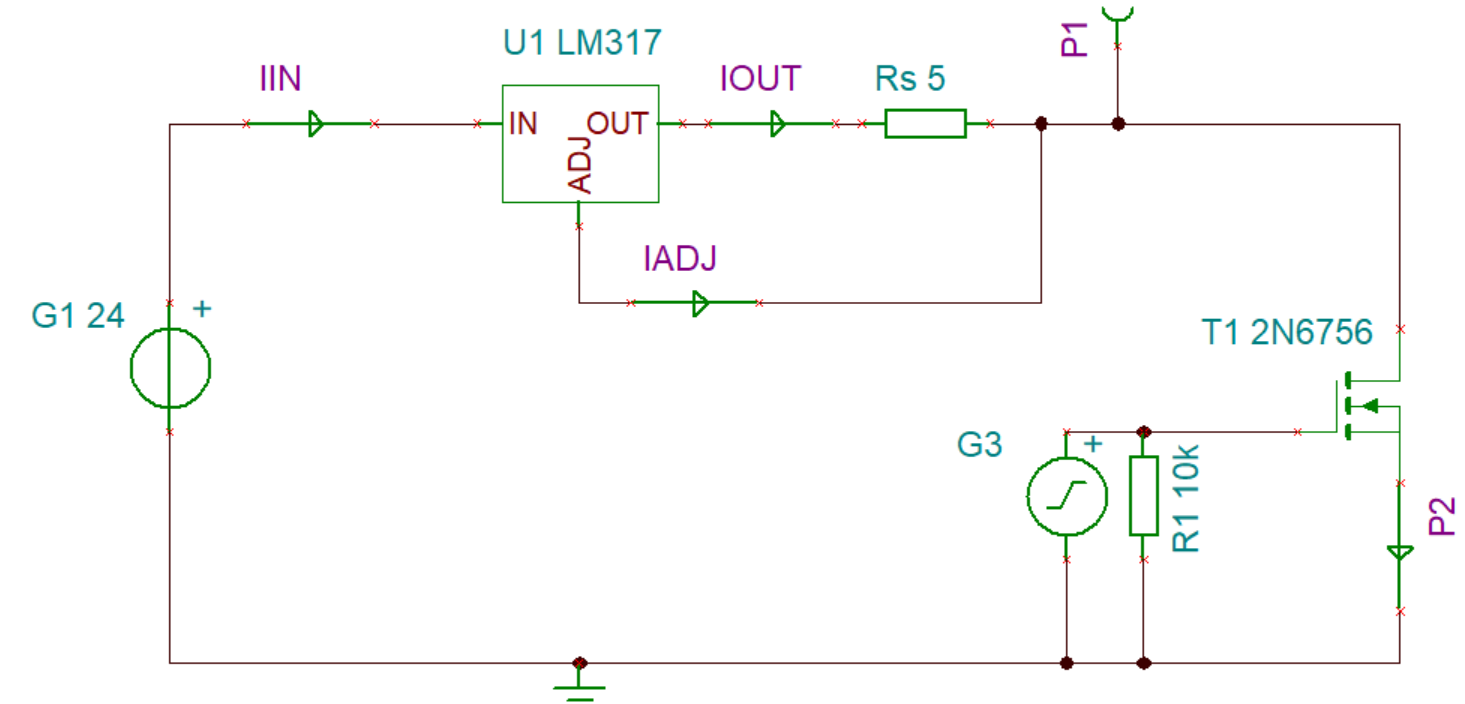 P1
U1 LM317
IIN
IOUT
Rs 5
IN
OUT
ADJ
IADJ
G1 24
+
T1 2N6756
G3
+
R1 10k
P2